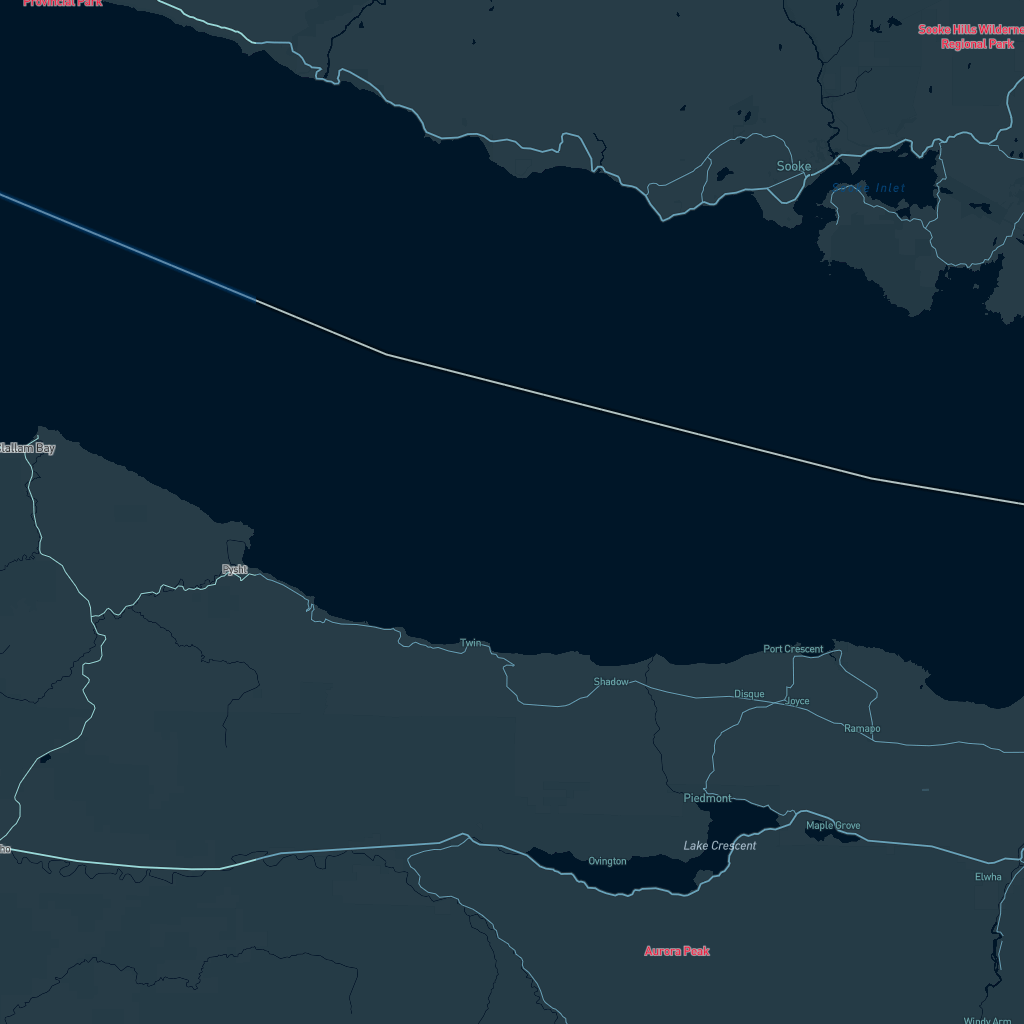 Provincial Park
Sooke Hills Wilderne
Regional Park
Sooke
Sooke Inlet
Clallam Bay
Pysht
Twin
Port Crescent
Shadow
Disque
Joyce
Ramapo
Piedmont
Maple Grove
Lake Crescent
ho
Ovington
Elwha
Aurora Peak
Windy Arm